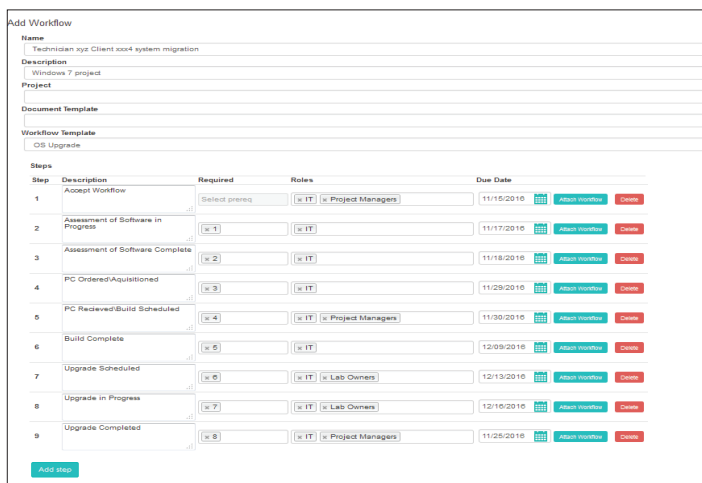 Add Workflow
Name
Technician xyz Client xxx4 system migration
Description
Windows 7 project
Project
Document Template
Workflow Template
OS Upgrade
Steps
Step Description Required Roles Due Date
1 Accept Workflow Select prereq × IT × Project Managers 11/15/2016 Attach Workflow Delete
2 Assessment of Software in
Progress × 1 × IT 11/17/2016 Attach Workflow Delete
3 Assessment of Software Complete × 2 × IT 11/18/2016 Attach Workflow Delete
4 PC Ordered\Aquisitioned × 3 × IT 11/29/2016 Attach Workflow Delete
5 PC Recieved\Build Scheduled × 4 × IT × Project Managers 11/30/2016 Attach Workflow Delete
6 Build Complete × 5 × IT 12/09/2016 Attach Workflow Delete
7 Upgrade Scheduled × 6 × IT × Lab Owners 12/13/2016 Attach Workflow Delete
8 Upgrade in Progress × 7 × IT × Lab Owners 12/16/2016 Attach Workflow Delete
9 Upgrade Completed × 8 × IT × Project Managers 11/25/2016 Attach Workflow Delete
Add step